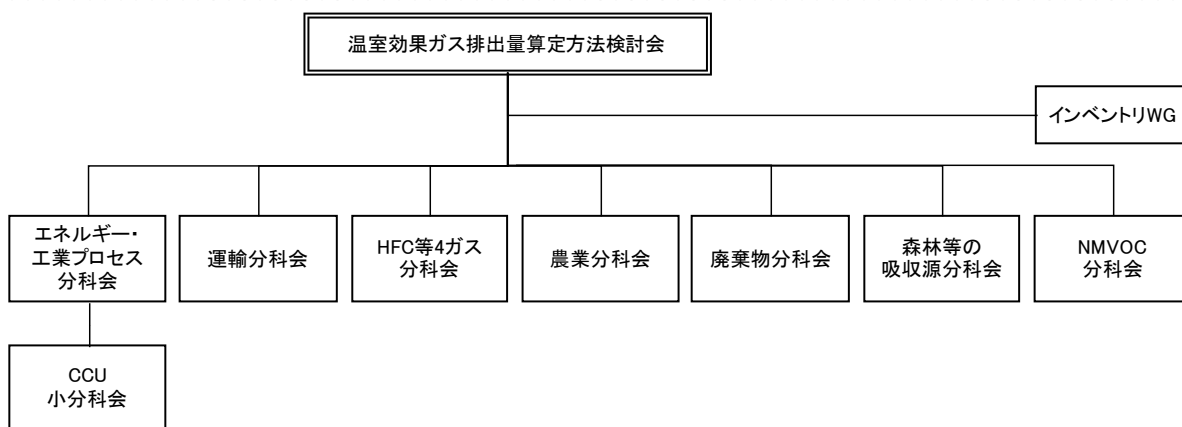 温室効果ガス排出量算定方法検討会
インベントリWG
エネルギー・
工業プロセス
分科会
運輸分科会
HFC等4ガス
分科会
農業分科会
廃棄物分科会
森林等の
吸収源分科会
NMVOC
分科会
CCU
小分科会